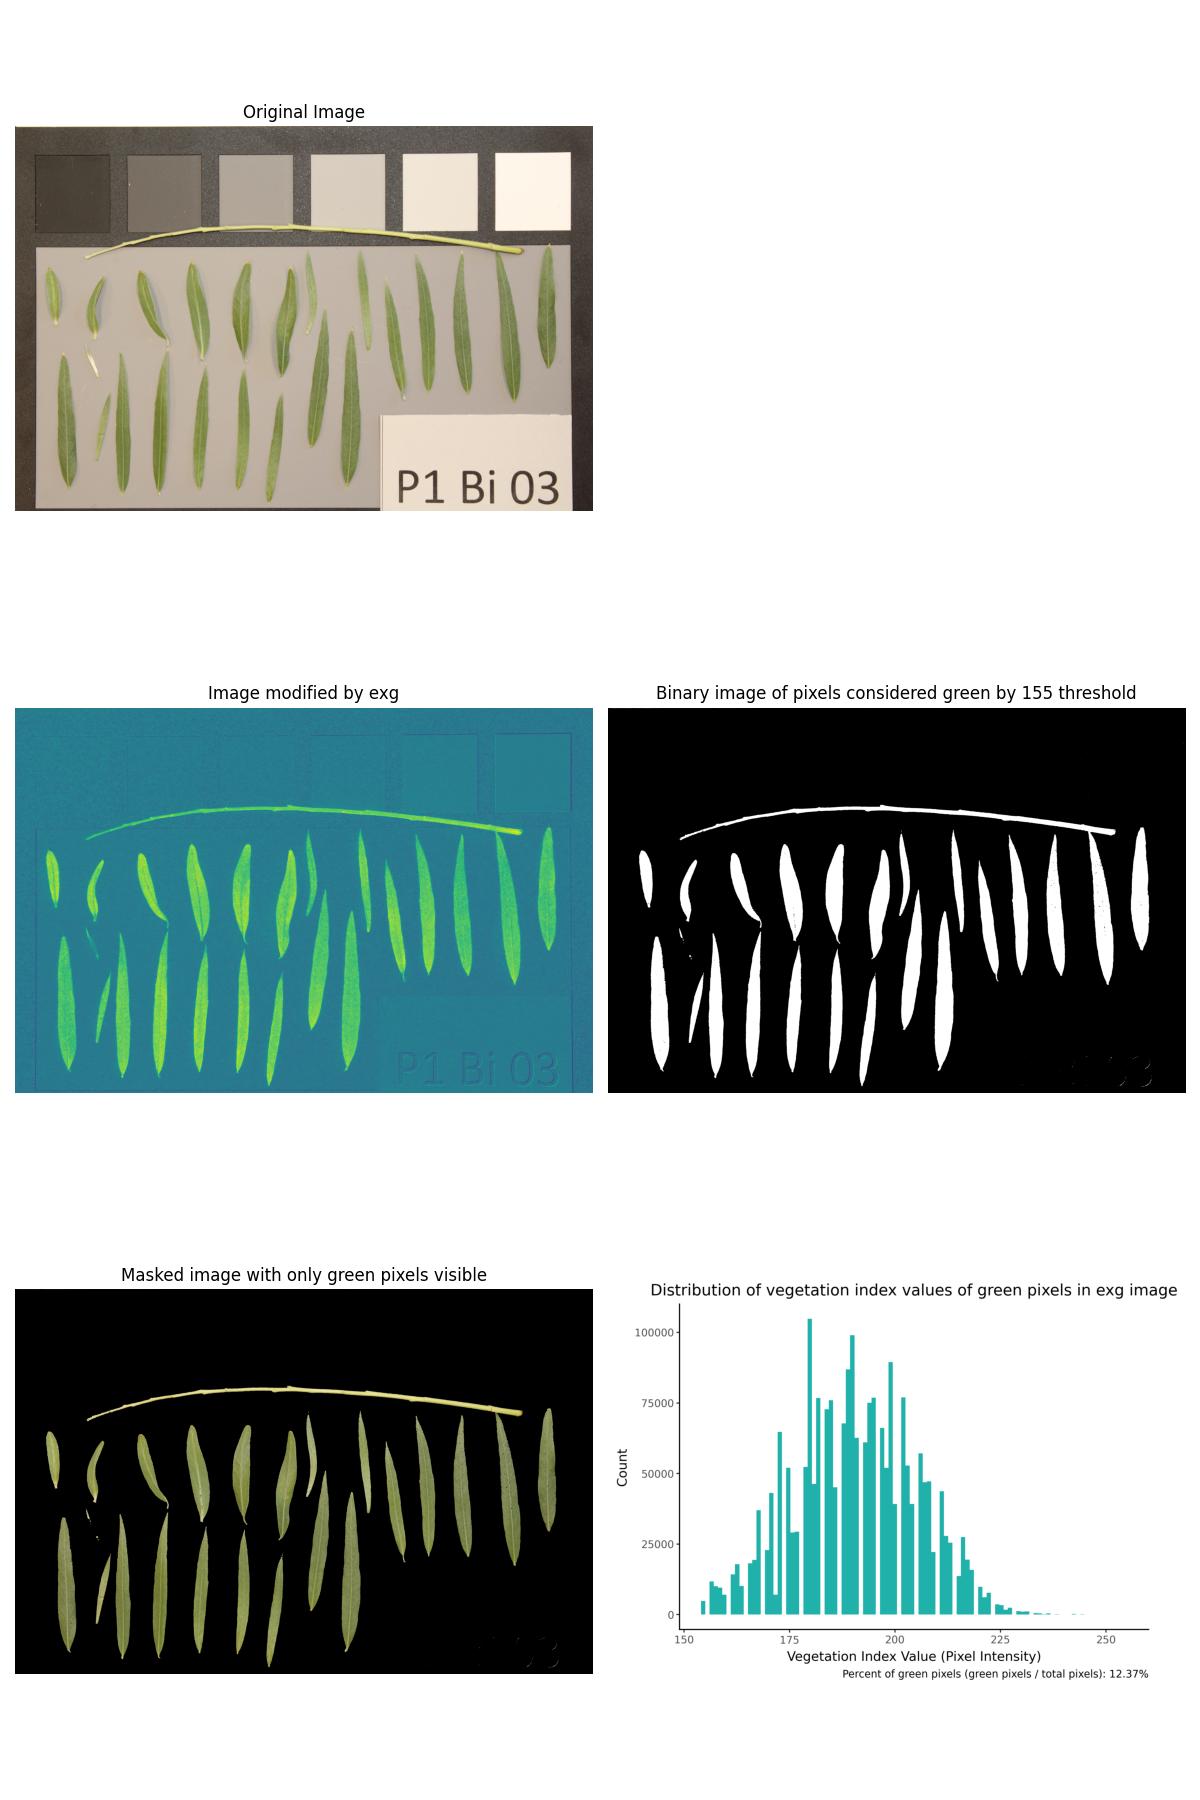 Original Image
P1 Bi 03
Image modified by exg
Binary image of pixels considered green by 155 threshold
P1 Bi 03
Masked image with only green pixels visible
Distribution of vegetation index values of green pixels in exg image
100000
75000
50000
25000
0
Count
150 175 200 225 250
Vegetation Index Value (Pixel Intensity)
Percent of green pixels (green pixels / total pixels): 12.37%